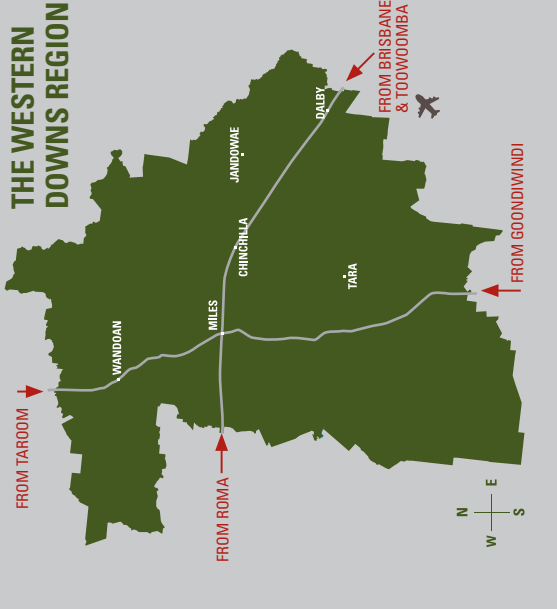 THE WESTERN
DOWNS REGION
FROM TAROOM
WANDOAN
FROM ROMA
MILES
CHINCHILLA
JANDOWAE
DALBY
TARA
FROM BRISBANE
& TOOWOOMBA
FROM GOONDIWINDI
N
E
S
W